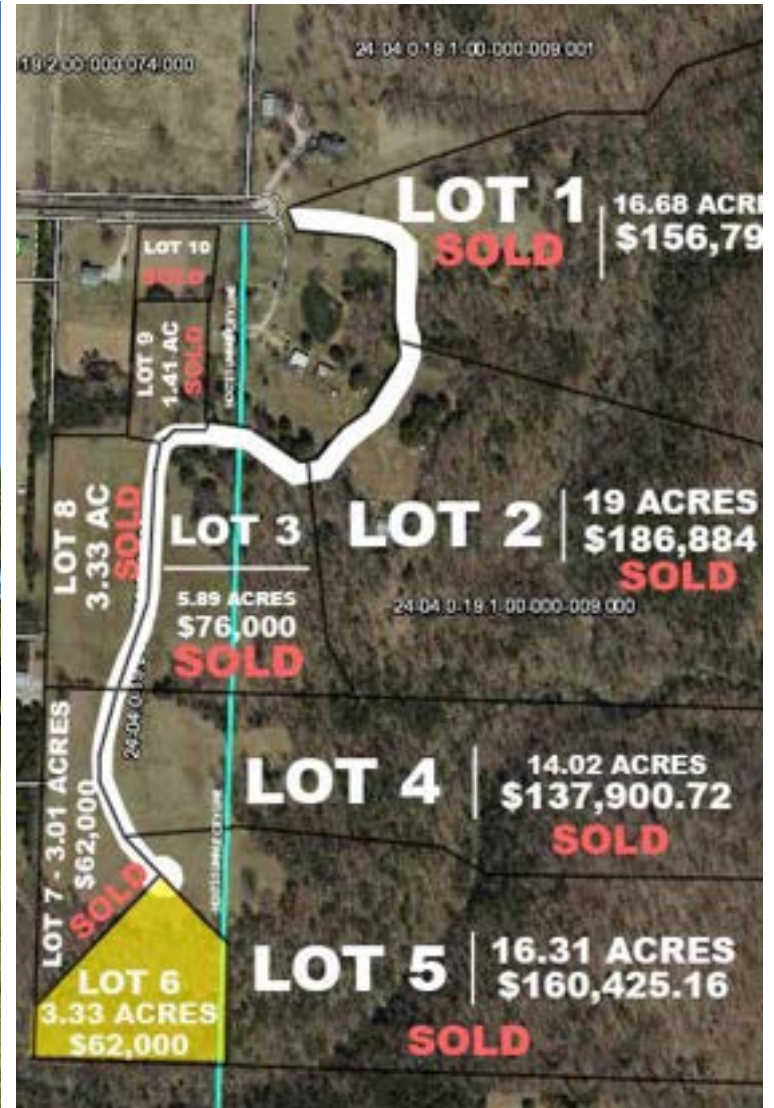 19-2-00-000-074-000
24-04-0-19-1-00-000-009.001
LOT 1
16.68 ACRE
$156,79
SOLD
LOT 10
SOLD
LOT 9
1.41 AC
SOLD
LOT 8
3.33 AC
SOLD
LOT 3
5.89 ACRES
$76,000
SOLD
LOT 2
19 ACRES
$186,884
SOLD
24-04-0-19-1-00-000-009.000
24-04-0-19
LOT 4
14.02 ACRES
$137,900.72
SOLD
LOT 7 - 3.01 ACRES
$62,000
SOLD
LOT 5
16.31 ACRES
$160,425.16
SOLD
LOT 6
3.33 ACRES
$62,000